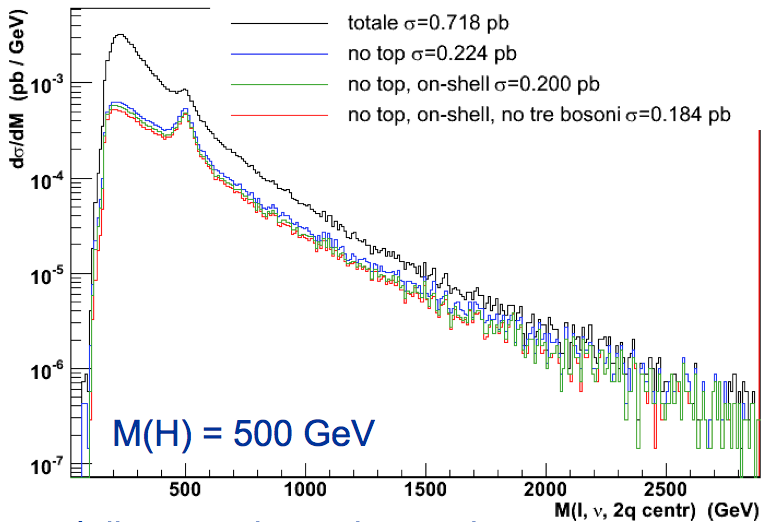 totale σ=0.718 pb
no top σ=0.224 pb
no top, on-shell σ=0.200 pb
no top, on-shell, no tre bosoni σ=0.184 pb
dσ/dM (pb / GeV)
10⁻³
10⁻⁴
10⁻⁵
10⁻⁶
10⁻⁷
M(H) = 500 GeV
500 1000 1500 2000 2500
M(l, ν, 2q centr) (GeV)